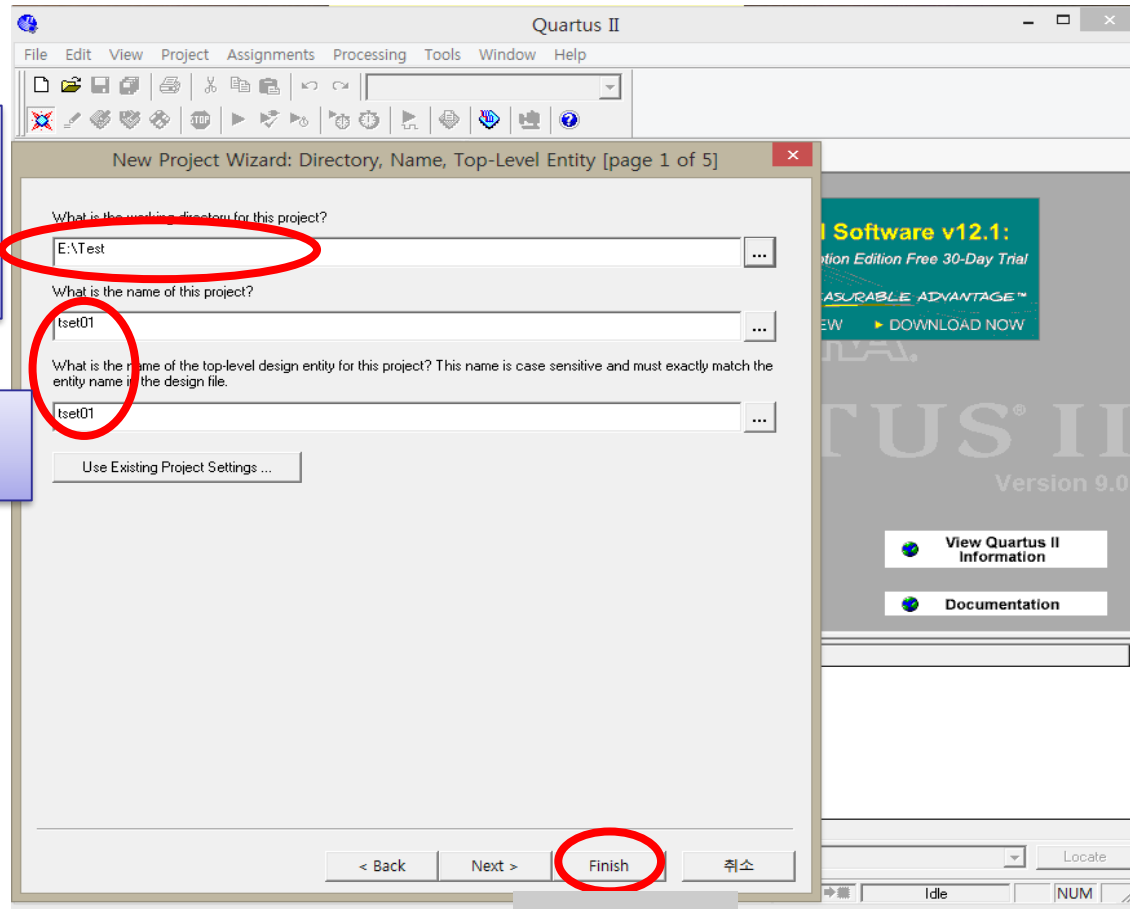 Quartus II
File Edit View Project Assignments Processing Tools Window Help
New Project Wizard: Directory, Name, Top-Level Entity [page 1 of 5]
What is the working directory for this project?
E:\Test
...
What is the name of this project?
tset01
...
What is the name of the top-level design entity for this project? This name is case sensitive and must exactly match the
entity name in the design file.
tset01
...
Use Existing Project Settings ...
< Back Next > Finish 취소
Software v12.1:
Edition Free 30-Day Trial
ADVANTAGE™
DOWNLOAD NOW
TUS® II
Version 9.0
View Quartus II
Information
Documentation
Locate
Idle NUM